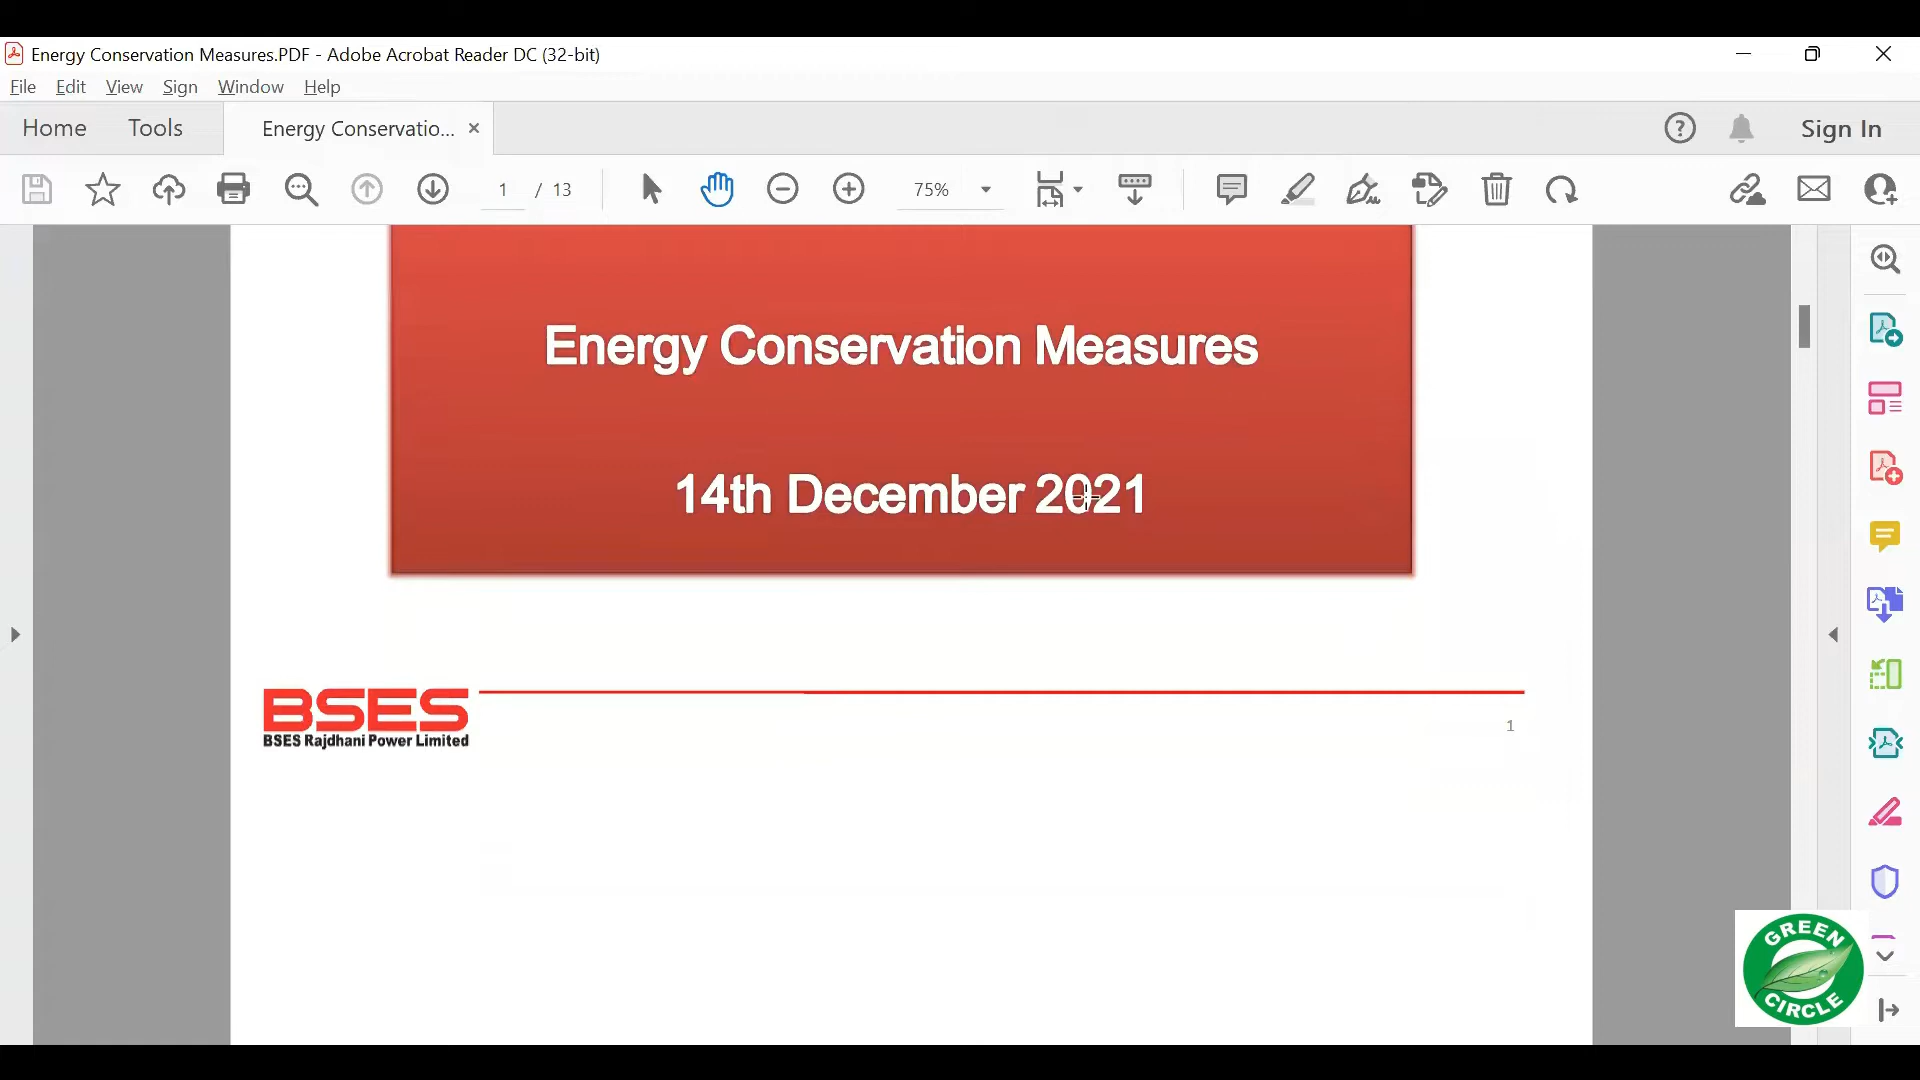 Energy Conservation Measures.PDF - Adobe Acrobat Reader DC (32-bit)
File Edit View Sign Window Help
Home Tools Energy Conservatio... Sign In
1 / 13 75%
Energy Conservation Measures
14th December 2021
BSES
BSES Rajdhani Power Limited
1
GREEN
CIRCLE